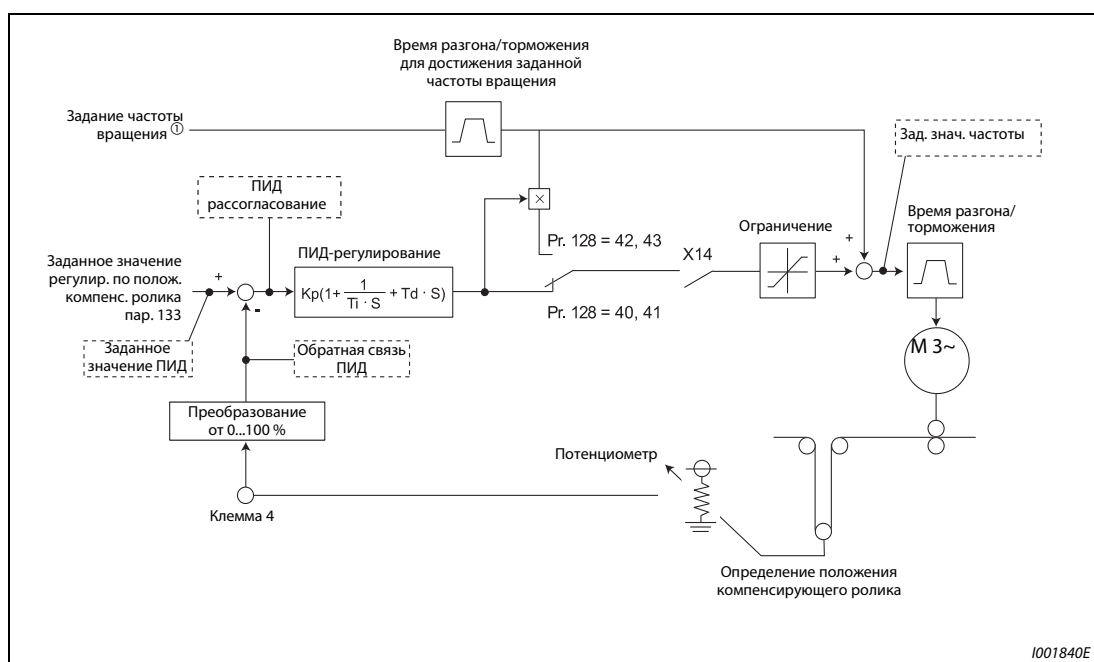 Время разгона/торможения
для достижения заданной
частоты вращения
Задание частоты
вращения ①
Зад. знач. частоты
ПИД
рассогласование
Время разгона/
торможения
Ограничение
Pr. 128 = 42, 43
X14
ПИД-регулирование
Заданное значение
регулир. по полож.
компенс. ролика
пар. 133
+
-
Kp(1+ 1/Ti · S + Td · S)
×
+
+
Pr. 128 = 40, 41
Заданное
значение ПИД
Обратная связь
ПИД
M 3~
Преобразование
от 0...100 %
Потенциометр
Клемма 4
Определение положения
компенсирующего ролика
I001840E